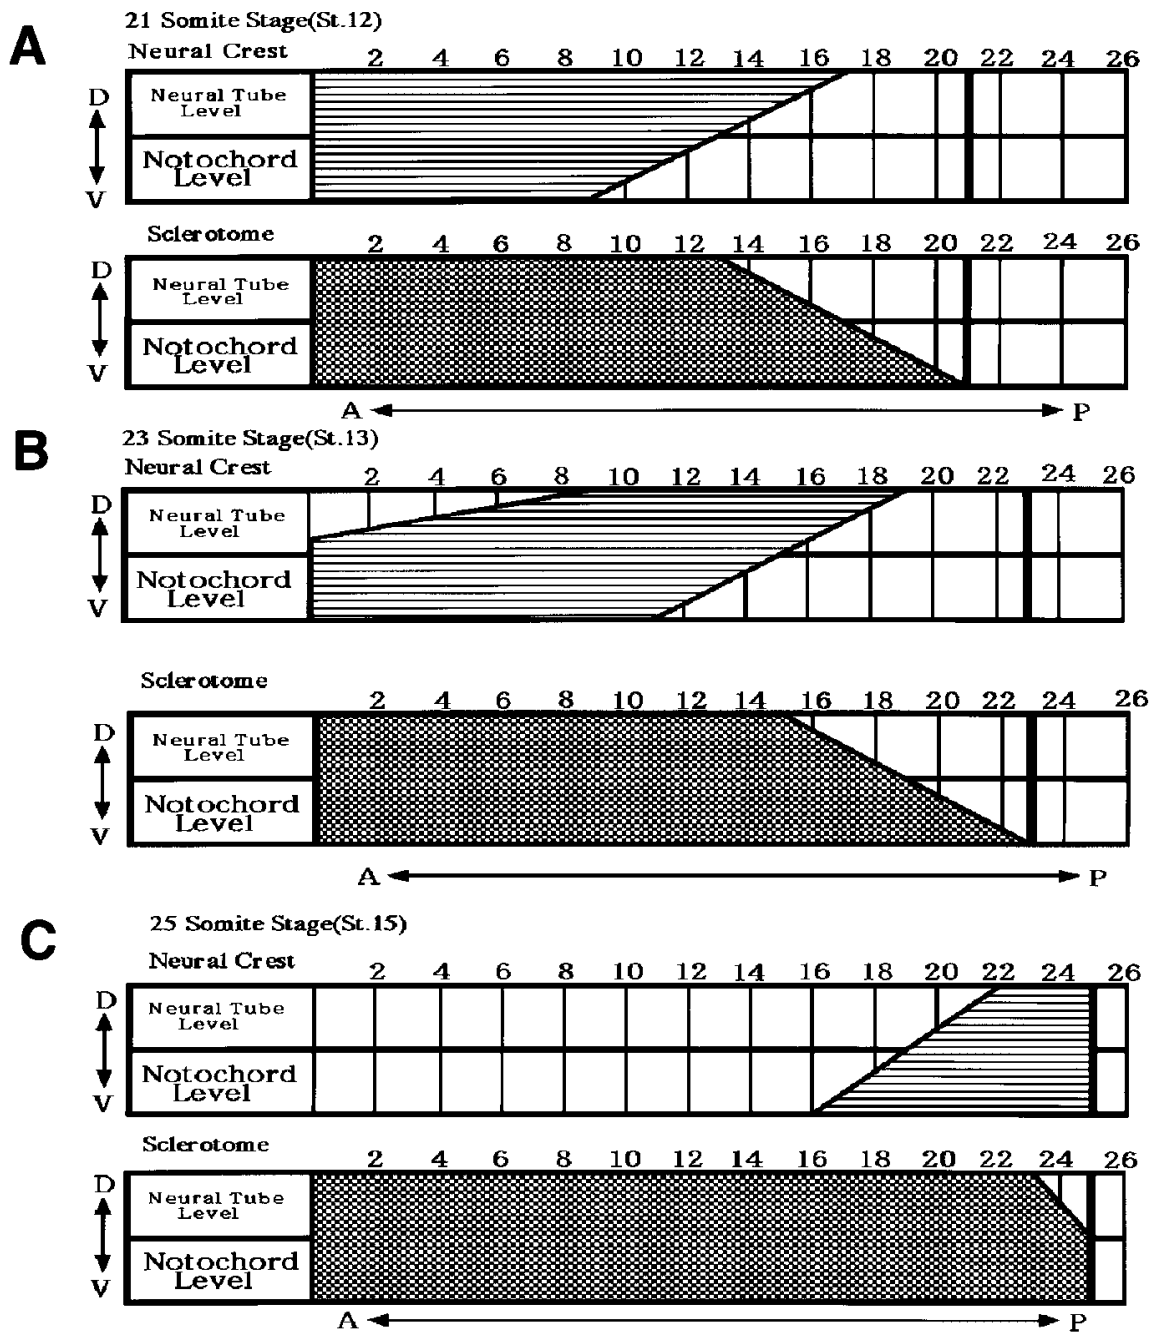 A
21 Somite Stage(St.12)
Neural Crest
2 4 6 8 10 12 14 16 18 20 22 24 26
D
Neural Tube
Level
Notochord
Level
V
Sclerotome
2 4 6 8 10 12 14 16 18 20 22 24 26
D
Neural Tube
Level
Notochord
Level
V
A P
B
23 Somite Stage(St.13)
Neural Crest
2 4 6 8 10 12 14 16 18 20 22 24 26
D
Neural Tube
Level
Notochord
Level
V
Sclerotome
2 4 6 8 10 12 14 16 18 20 22 24 26
D
Neural Tube
Level
Notochord
Level
V
A P
C
25 Somite Stage(St.15)
Neural Crest
2 4 6 8 10 12 14 16 18 20 22 24 26
D
Neural Tube
Level
Notochord
Level
V
Sclerotome
2 4 6 8 10 12 14 16 18 20 22 24 26
D
Neural Tube
Level
Notochord
Level
V
A P